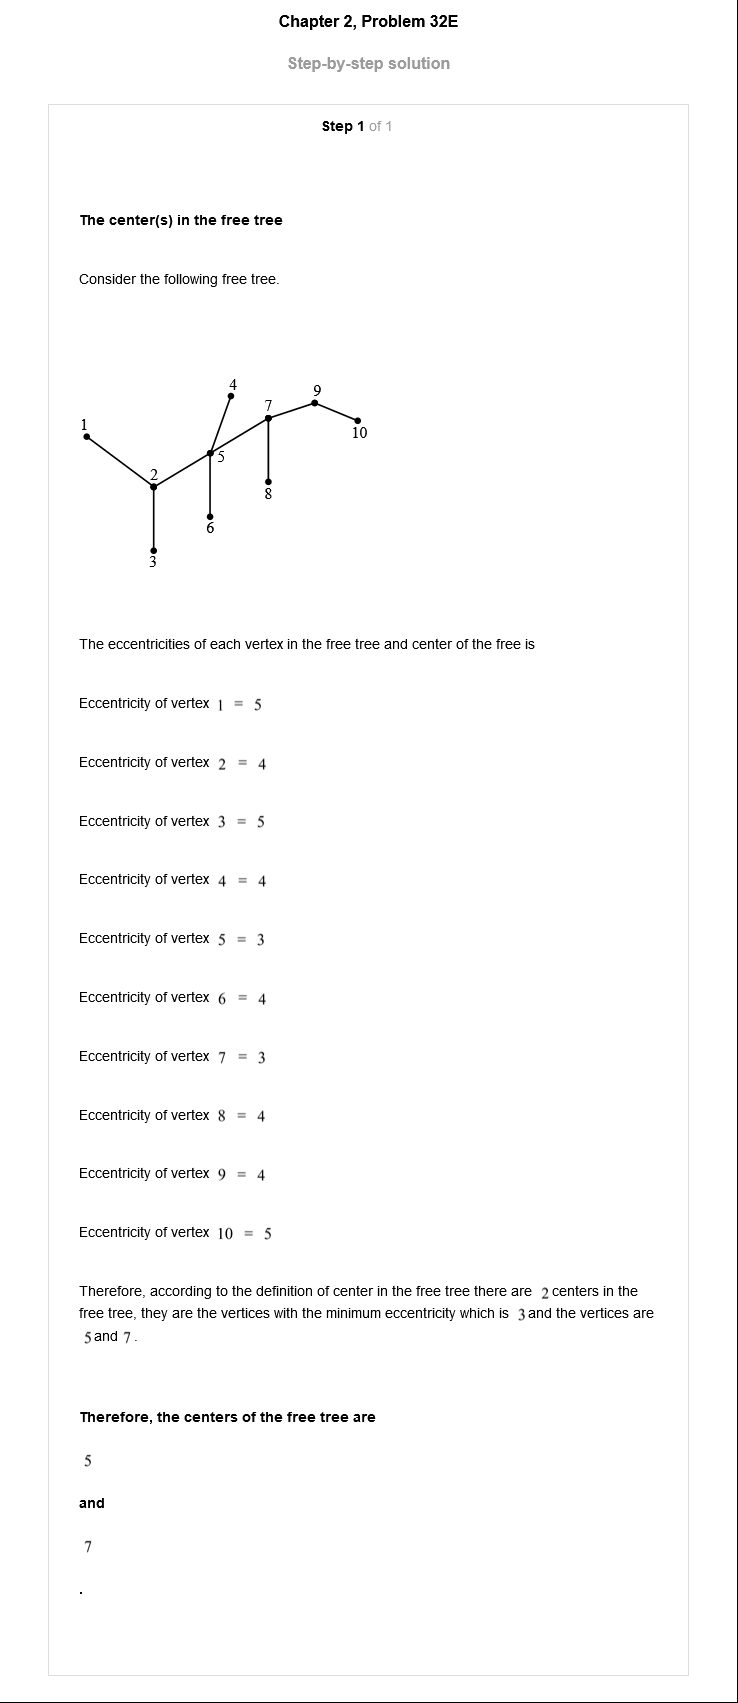 Chapter 2, Problem 32E
Step-by-step solution
Step 1 of 1
The center(s) in the free tree
Consider the following free tree.
4
9
7
1
10
5
2
8
6
3
The eccentricities of each vertex in the free tree and center of the free is
Eccentricity of vertex 1 = 5
Eccentricity of vertex 2 = 4
Eccentricity of vertex 3 = 5
Eccentricity of vertex 4 = 4
Eccentricity of vertex 5 = 3
Eccentricity of vertex 6 = 4
Eccentricity of vertex 7 = 3
Eccentricity of vertex 8 = 4
Eccentricity of vertex 9 = 4
Eccentricity of vertex 10 = 5
Therefore, according to the definition of center in the free tree there are 2 centers in the
free tree, they are the vertices with the minimum eccentricity which is 3 and the vertices are
5 and 7 .
Therefore, the centers of the free tree are
5
and
7
.